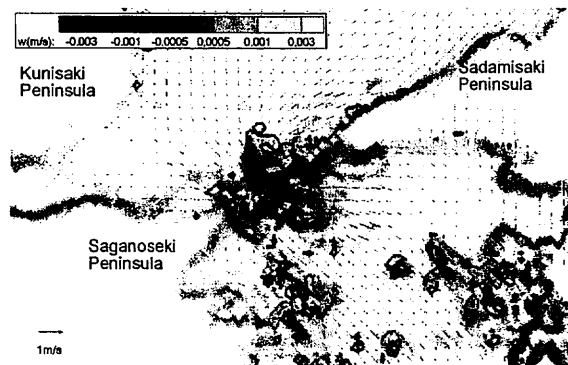 w(m/s): -0.003 -0.001 -0.0005 0.0005 0.001 0.003
Kunisaki
Peninsula
Sadamisaki
Peninsula
Saganoseki
Peninsula
1m/s